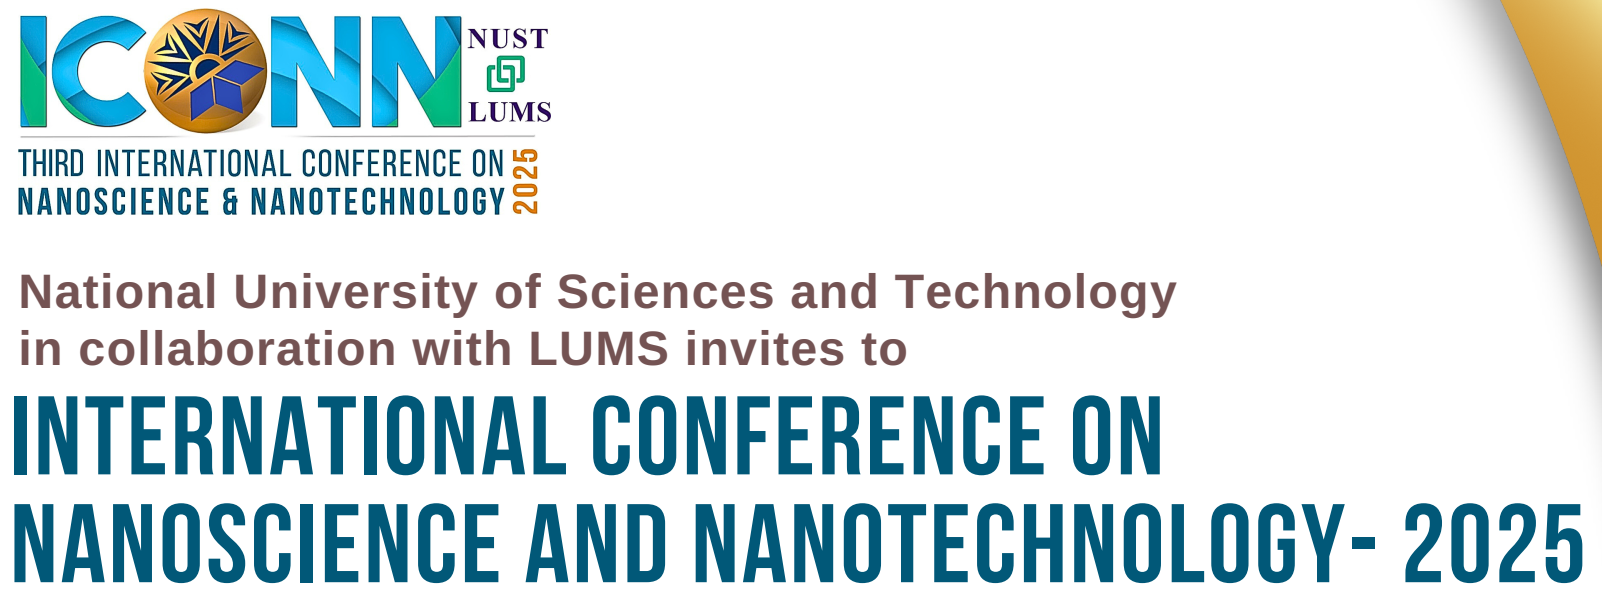 ICONN
NUST
LUMS
THIRD INTERNATIONAL CONFERENCE ON
NANOSCIENCE & NANOTECHNOLOGY
2025
National University of Sciences and Technology
in collaboration with LUMS invites to
INTERNATIONAL CONFERENCE ON
NANOSCIENCE AND NANOTECHNOLOGY- 2025